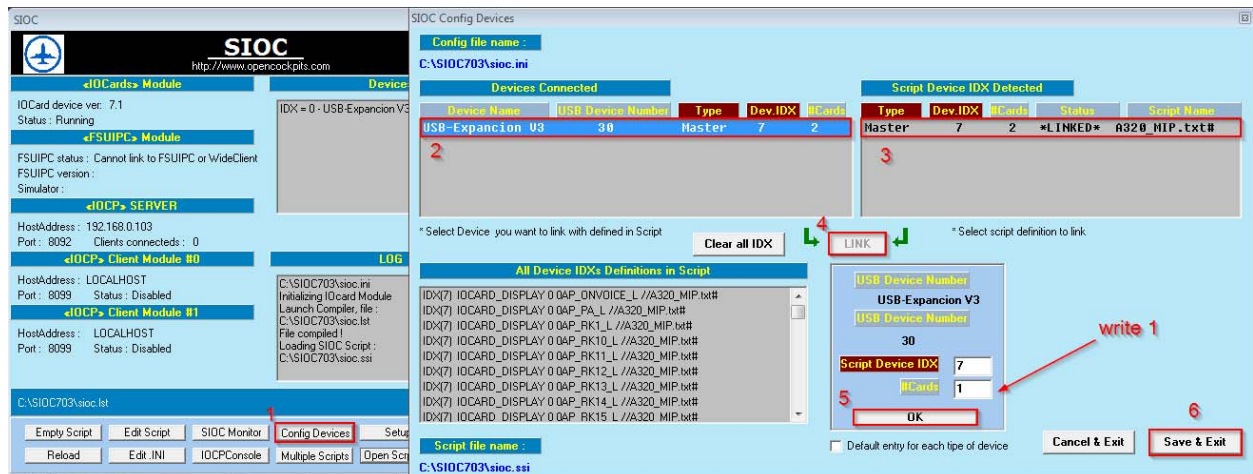 SIOC
SIOC
http://www.opencockpits.com
«IOCards» Module
IOCard device ver: 7.1
Status : Running
«FSUIPC» Module
FSUIPC status : Cannot link to FSUIPC or WideClient
FSUIPC version :
Simulator :
«IOCP» SERVER
HostAddress : 192.168.0.103
Port : 8092 Clients connecteds : 0
«IOCP» Client Module #0
HostAddress : LOCALHOST
Port : 8099 Status : Disabled
«IOCP» Client Module #1
HostAddress : LOCALHOST
Port : 8099 Status : Disabled
Device
IDX = 0 - USB-Expancion V3
LOG
C:\SIOC703\sioc.ini
Initializing IOcard Module
Launch Compiler, file :
C:\SIOC703\sioc.lst
File compiled !
Loading SIOC Script :
C:\SIOC703\sioc.ssi
C:\SIOC703\sioc.lst
1
Empty Script Edit Script SIOC Monitor Config Devices Setup
Reload Edit .INI IOCPConsole Multiple Scripts Open Scr
SIOC Config Devices
Config file name :
C:\SIOC703\sioc.ini
Devices Connected
Device Name USB Device Number Type Dev.IDX #Cards
USB-Expancion V3 30 Master 7 2
2
Script Device IDX Detected
Type Dev.IDX #Cards Status Script Name
Master 7 2 *LINKED* A320_MIP.txt#
3
* Select Device you want to link with defined in Script
Clear all IDX
4
LINK
* Select script definition to link
All Device IDXs Definitions in Script
IDX(7) IOCARD_DISPLAY 0 0AP_ONVOICE_L //A320_MIP.txt#
IDX(7) IOCARD_DISPLAY 0 0AP_PA_L //A320_MIP.txt#
IDX(7) IOCARD_DISPLAY 0 0AP_RK1_L //A320_MIP.txt#
IDX(7) IOCARD_DISPLAY 0 0AP_RK10_L //A320_MIP.txt#
IDX(7) IOCARD_DISPLAY 0 0AP_RK11_L //A320_MIP.txt#
IDX(7) IOCARD_DISPLAY 0 0AP_RK12_L //A320_MIP.txt#
IDX(7) IOCARD_DISPLAY 0 0AP_RK13_L //A320_MIP.txt#
IDX(7) IOCARD_DISPLAY 0 0AP_RK14_L //A320_MIP.txt#
IDX(7) IOCARD_DISPLAY 0 0AP_RK15_L //A320_MIP.txt#
USB Device Number
USB-Expancion V3
USB Device Number
30
Script Device IDX 7
#Cards 1
write 1
5
OK
Default entry for each tipe of device
6
Cancel & Exit Save & Exit
Script file name :
C:\SIOC703\sioc.ssi